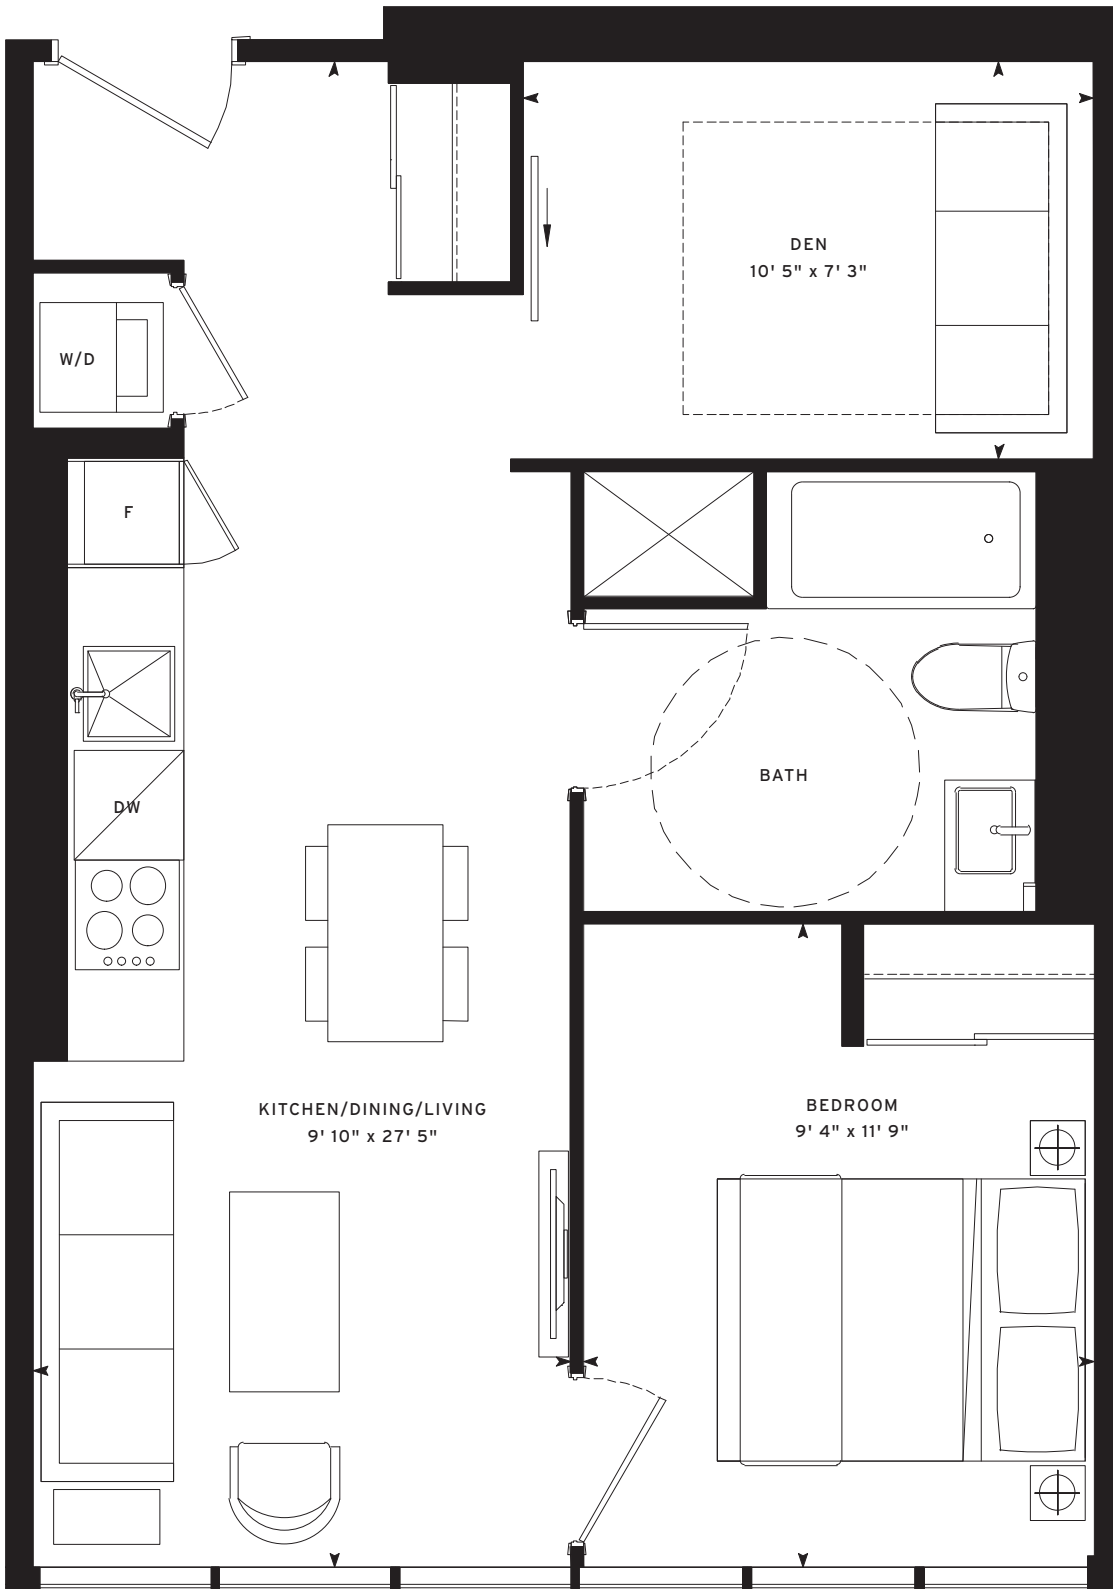 DEN
10' 5" x 7' 3"
W/D
F
DW
BATH
KITCHEN/DINING/LIVING
9' 10" x 27' 5"
BEDROOM
9' 4" x 11' 9"